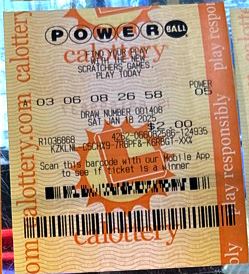 POWERBALL
FIND YOUR PLAY
WITH THE NEW
SCRATCHERS GAMES
PLAY TODAY
POWER
A 03 06 08 26 58 05
DRAW NUMBER 001408
SAT JAN 18 2025
$2.00
R1036868
Scan this barcode with our Mobile App
to see if ticket is a winner
calottery
calottery
play responsibly